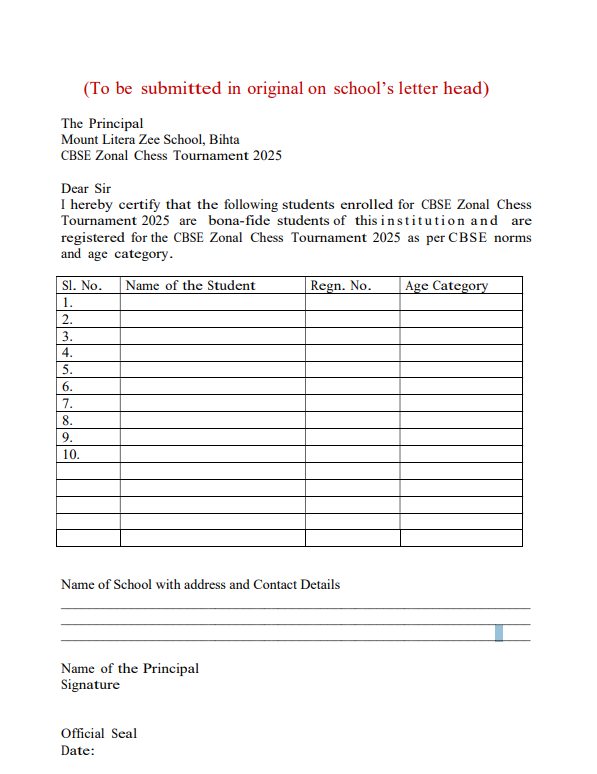 (To be submitted in original on school’s letter head)
The Principal
Mount Litera Zee School, Bihta
CBSE Zonal Chess Tournament 2025
Dear Sir
I hereby certify that the following students enrolled for CBSE Zonal Chess
Tournament 2025 are bona-fide students of this institution and are
registered for the CBSE Zonal Chess Tournament 2025 as per CBSE norms
and age category.
Sl. No. Name of the Student Regn. No. Age Category
1.
2.
3.
4.
5.
6.
7.
8.
9.
10.
Name of School with address and Contact Details
Name of the Principal
Signature
Official Seal
Date: